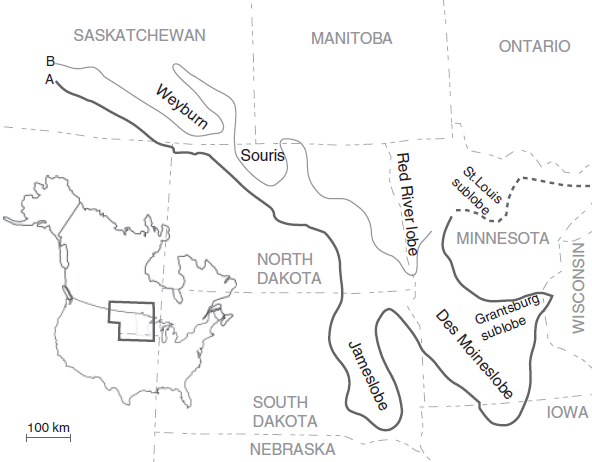 SASKATCHEWAN
MANITOBA
ONTARIO
B
A
Weyburn
Souris
Red River lobe
St.Louis
sublobe
MINNESOTA
WISCONSIN
NORTH
DAKOTA
Grantsburg
sublobe
Des Moineslobe
Jameslobe
SOUTH
DAKOTA
IOWA
100 km
NEBRASKA